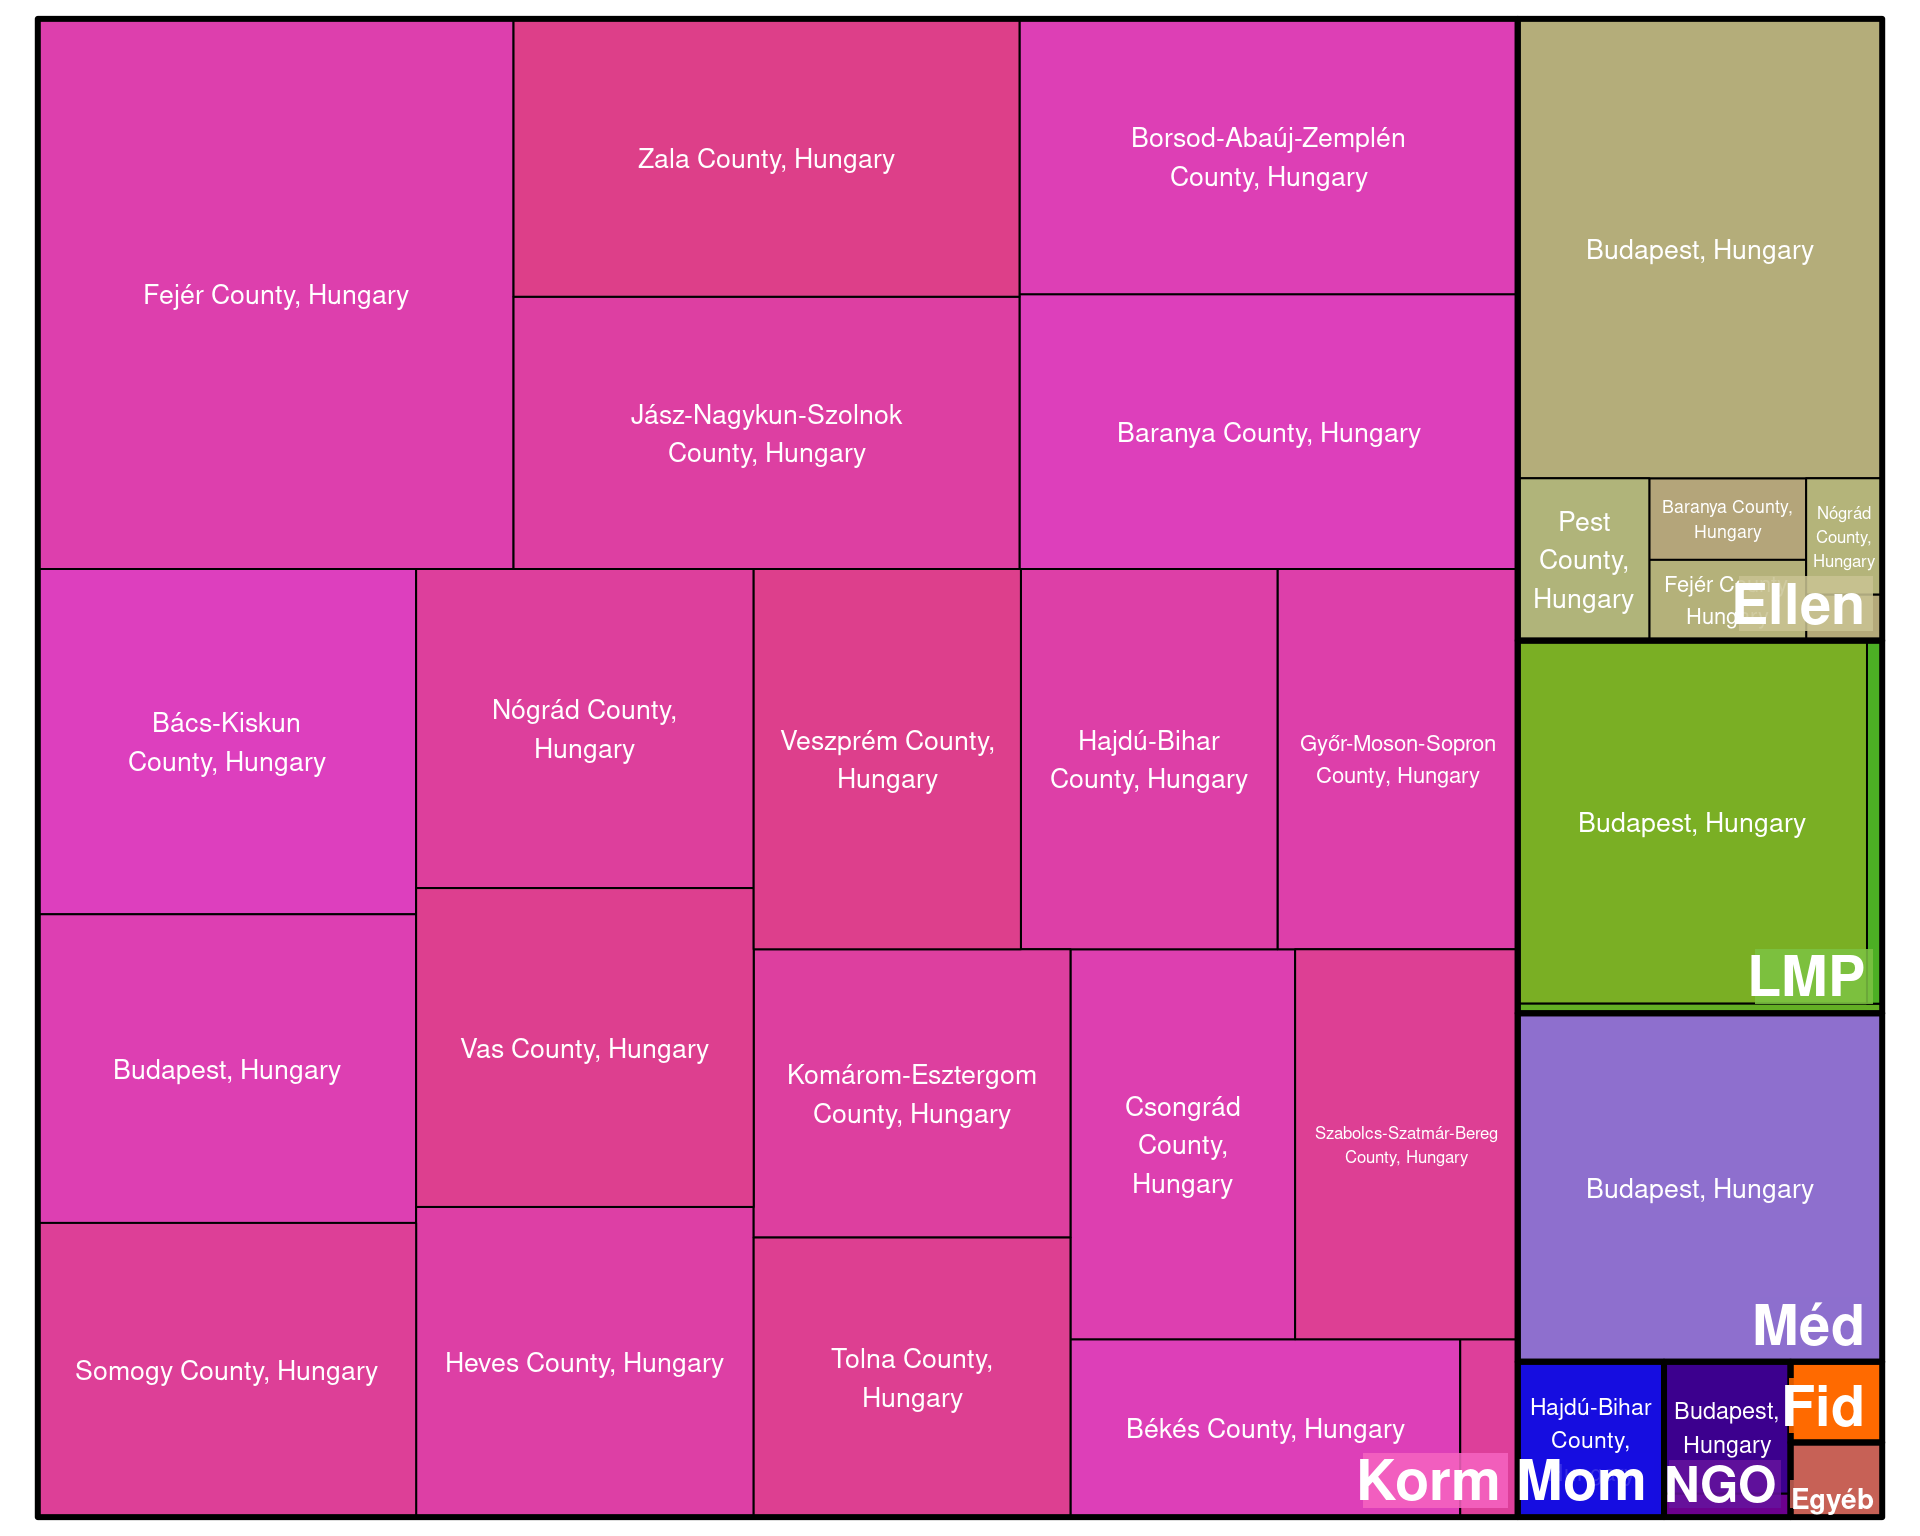 Fejér County, Hungary
Zala County, Hungary
Borsod-Abaúj-Zemplén
County, Hungary
Jász-Nagykun-Szolnok
County, Hungary
Baranya County, Hungary
Bács-Kiskun
County, Hungary
Nógrád County,
Hungary
Veszprém County,
Hungary
Hajdú-Bihar
County, Hungary
Győr-Moson-Sopron
County, Hungary
Budapest, Hungary
Vas County, Hungary
Komárom-Esztergom
County, Hungary
Csongrád
County,
Hungary
Szabolcs-Szatmár-Bereg
County, Hungary
Somogy County, Hungary
Heves County, Hungary
Tolna County,
Hungary
Békés County, Hungary
Korm
Budapest, Hungary
Pest
County,
Hungary
Baranya County,
Hungary
Nógrád
County,
Hungary
Fejér
Ellen
Budapest, Hungary
LMP
Budapest, Hungary
Méd
Hajdú-Bihar
County,
Mom
Budapest,
Hungary
NGO
Fid
Egyéb